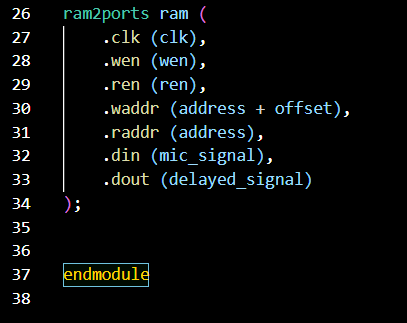 26 ram2ports ram (
27 .clk (clk),
28 .wen (wen),
29 .ren (ren),
30 .waddr (address + offset),
31 .raddr (address),
32 .din (mic_signal),
33 .dout (delayed_signal)
34 );
35
36
37 endmodule
38